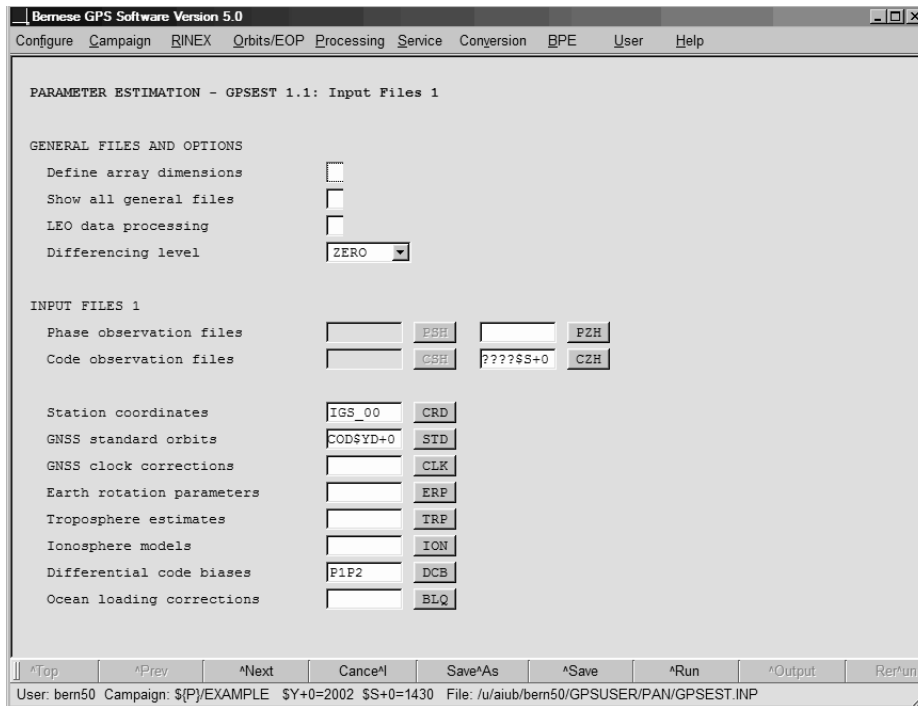 Bernese GPS Software Version 5.0
Configure Campaign RINEX Orbits/EOP Processing Service Conversion BPE User Help
PARAMETER ESTIMATION - GPSEST 1.1: Input Files 1
GENERAL FILES AND OPTIONS
Define array dimensions
Show all general files
LEO data processing
Differencing level ZERO
INPUT FILES 1
Phase observation files PSH PZH
Code observation files CSH ????$S+0 CZH
Station coordinates IGS_00 CRD
GNSS standard orbits COD$YD+0 STD
GNSS clock corrections CLK
Earth rotation parameters ERP
Troposphere estimates TRP
Ionosphere models ION
Differential code biases P1P2 DCB
Ocean loading corrections BLQ
^Top ^Prev ^Next Cance^l Save^As ^Save ^Run ^Output Rer^un
User: bern50 Campaign: ${P}/EXAMPLE $Y+0=2002 $S+0=1430 File: /u/aiub/bern50/GPSUSER/PAN/GPSEST.INP